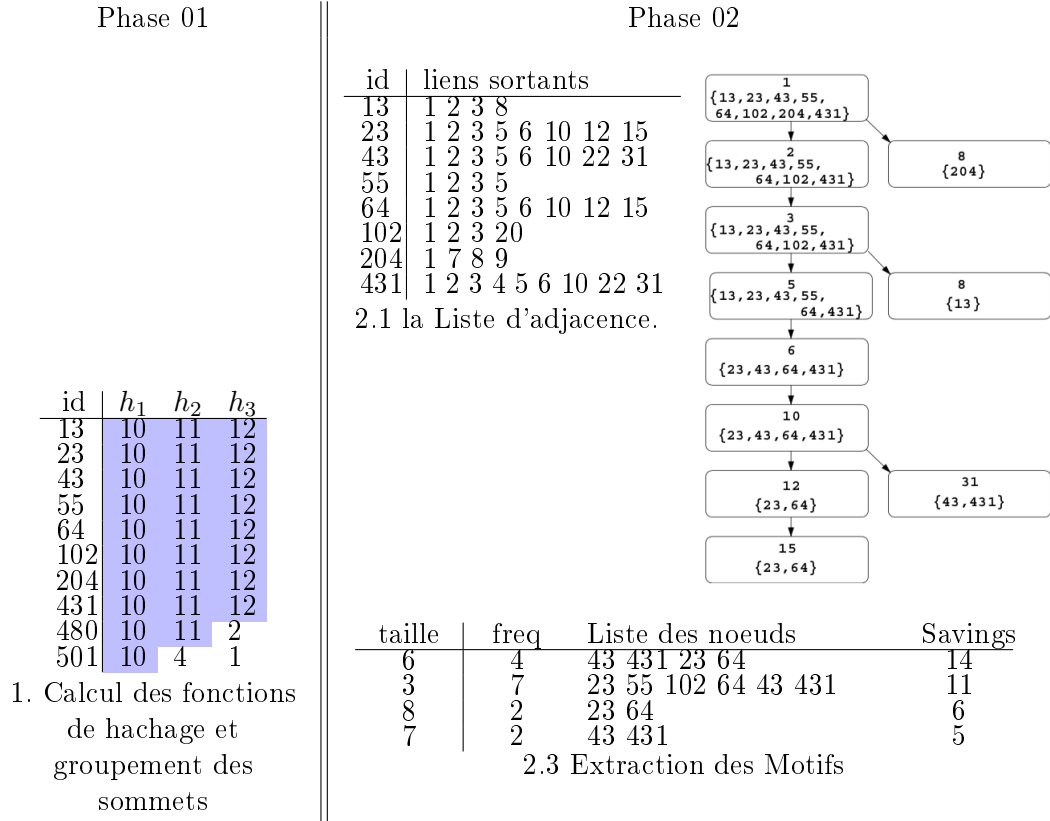 Phase 01
id h1 h2 h3
13 10 11 12
23 10 11 12
43 10 11 12
55 10 11 12
64 10 11 12
102 10 11 12
204 10 11 12
431 10 11 12
480 10 11 2
501 10 4 1
1. Calcul des fonctions
de hachage et
groupement des
sommets
Phase 02
id liens sortants
13 1 2 3 8
23 1 2 3 5 6 10 12 15
43 1 2 3 5 6 10 22 31
55 1 2 3 5
64 1 2 3 5 6 10 12 15
102 1 2 3 20
204 1 7 8 9
431 1 2 3 4 5 6 10 22 31
2.1 la Liste d'adjacence.
1
{13,23,43,55,
64,102,204,431}
2
{13,23,43,55,
64,102,431}
8
{204}
3
{13,23,43,55,
64,102,431}
5
{13,23,43,55,
64,431}
8
{13}
6
{23,43,64,431}
10
{23,43,64,431}
12
{23,64}
31
{43,431}
15
{23,64}
taille freq Liste des noeuds Savings
6 4 43 431 23 64 14
3 7 23 55 102 64 43 431 11
8 2 23 64 6
7 2 43 431 5
2.3 Extraction des Motifs